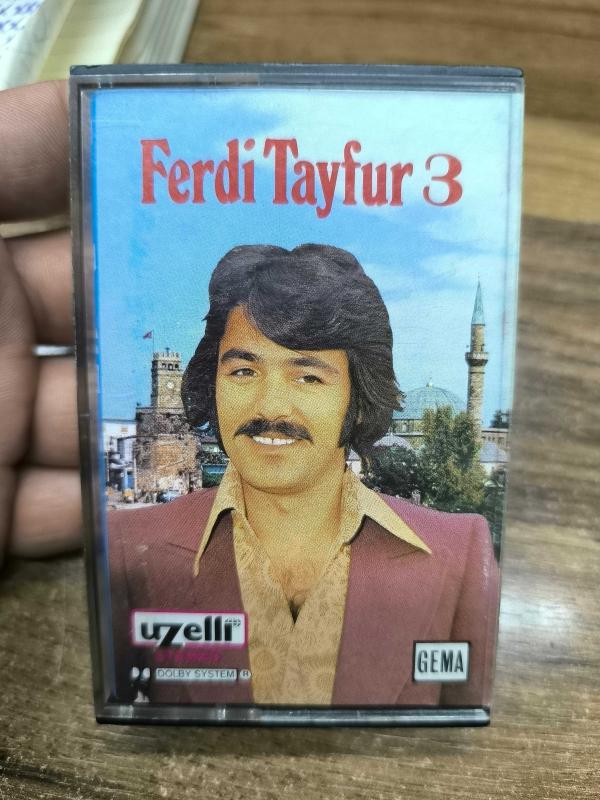 Ferdi Tayfur 3
uzelli
DOLBY SYSTEM ®
GEMA